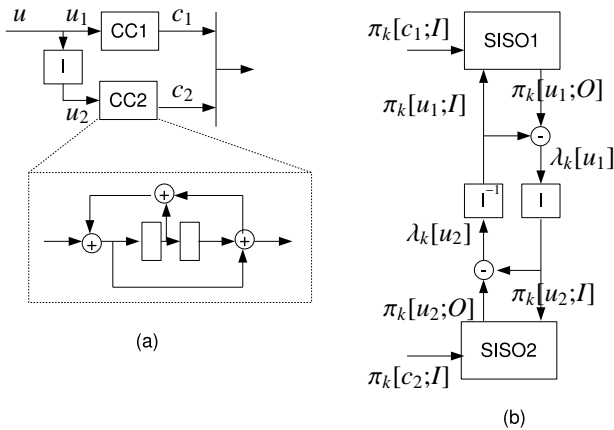 u
u₁
CC1
c₁
I
u₂
CC2
c₂
+
+
+
(a)
πₖ[c₁;I]
SISO1
πₖ[u₁;I]
πₖ[u₁;O]
-
λₖ[u₁]
I⁻¹
I
λₖ[u₂]
-
πₖ[u₂;O]
πₖ[u₂;I]
πₖ[c₂;I]
SISO2
(b)